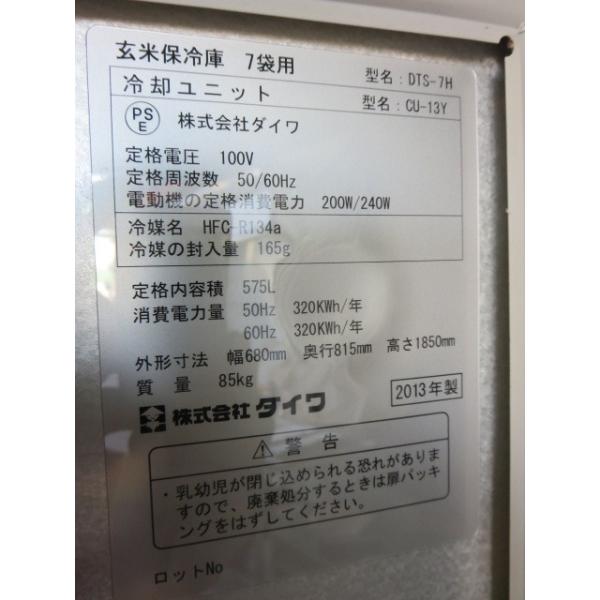 玄米保冷庫 7袋用 型名:DTS-7H
冷却ユニット 型名:CU-13Y
PSE 株式会社ダイワ
定格電圧 100V
定格周波数 50/60Hz
電動機の定格消費電力 200W/240W
冷媒名 HFC-R134a
冷媒の封入量 165g
定格内容積 575L
消費電力量 50Hz 320KWh/年
60Hz 320KWh/年
外形寸法 幅680mm 奥行815mm 高さ1850mm
質量 85kg
株式会社 ダイワ 2013年製
警告
・乳幼児が閉じ込められる恐れがありま
すので、廃棄処分するときは扉パッキ
ングをはずしてください。
ロットNo